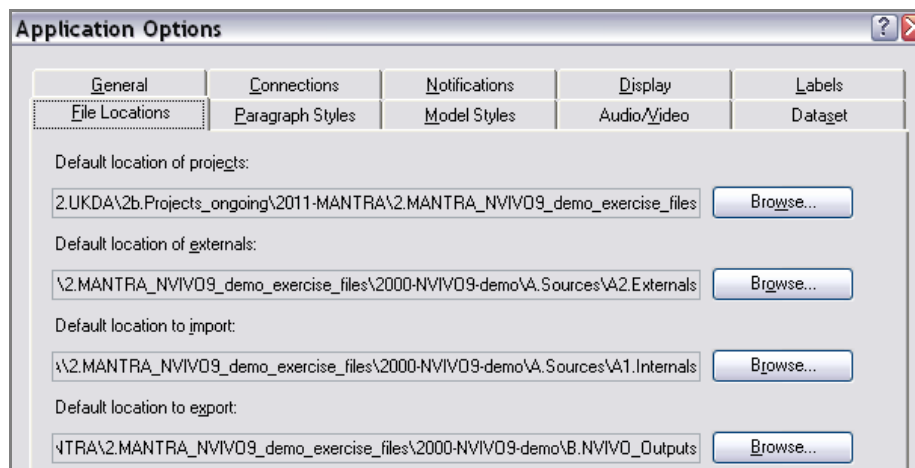 Application Options
?
General Connections Notifications Display Labels
File Locations Paragraph Styles Model Styles Audio/Video Dataset
Default location of projects:
2.UKDA\2b.Projects_ongoing\2011-MANTRA\2.MANTRA_NVIVO9_demo_exercise_files Browse...
Default location of externals:
\2.MANTRA_NVIVO9_demo_exercise_files\2000-NVIVO9-demo\A.Sources\A2.Externals Browse...
Default location to import:
\2.MANTRA_NVIVO9_demo_exercise_files\2000-NVIVO9-demo\A.Sources\A1.Internals Browse...
Default location to export:
NTRA\2.MANTRA_NVIVO9_demo_exercise_files\2000-NVIVO9-demo\B.NVIVO_Outputs Browse...